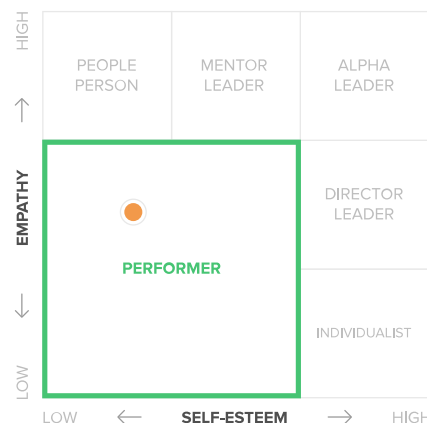 HIGH
PEOPLE
PERSON
MENTOR
LEADER
ALPHA
LEADER
EMPATHY
DIRECTOR
LEADER
PERFORMER
INDIVIDUALIST
LOW
LOW
SELF-ESTEEM
HIGH